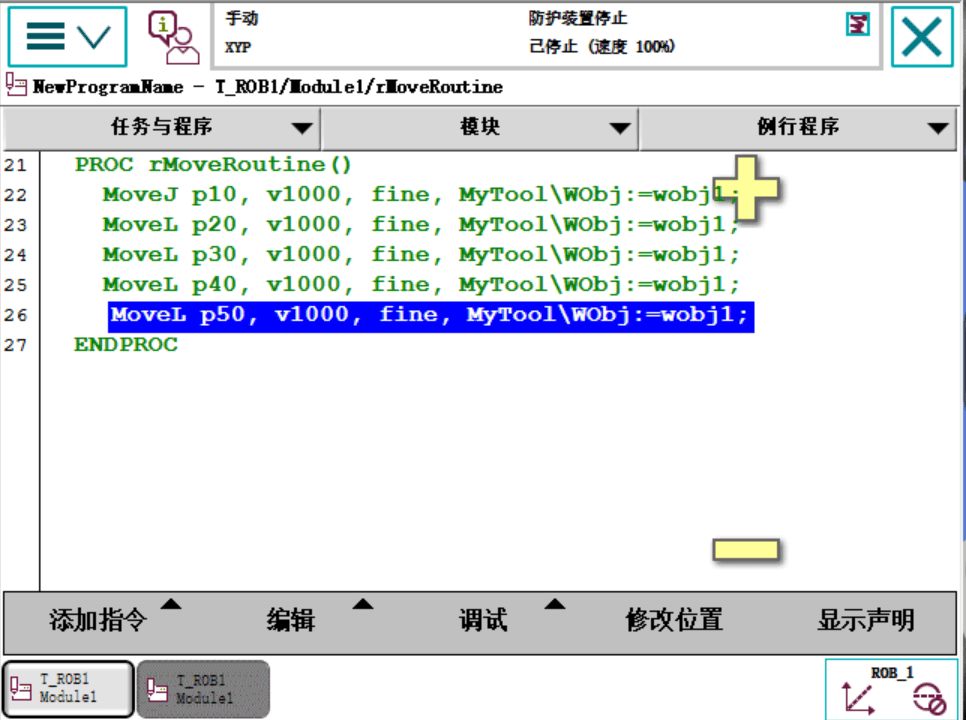 手动
防护装置停止
XYP
己停止 (速度 100%)
NewProgramName - T_ROB1/Module1/rMoveRoutine
任务与程序
模块
例行程序
21 PROC rMoveRoutine()
22 MoveJ p10, v1000, fine, MyTool\WObj:=wobj1;
23 MoveL p20, v1000, fine, MyTool\WObj:=wobj1;
24 MoveL p30, v1000, fine, MyTool\WObj:=wobj1;
25 MoveL p40, v1000, fine, MyTool\WObj:=wobj1;
26 MoveL p50, v1000, fine, MyTool\WObj:=wobj1;
27 ENDPROC
添加指令
编辑
调试
修改位置
显示声明
T_ROB1
Module1
T_ROB1
Module1
ROB_1